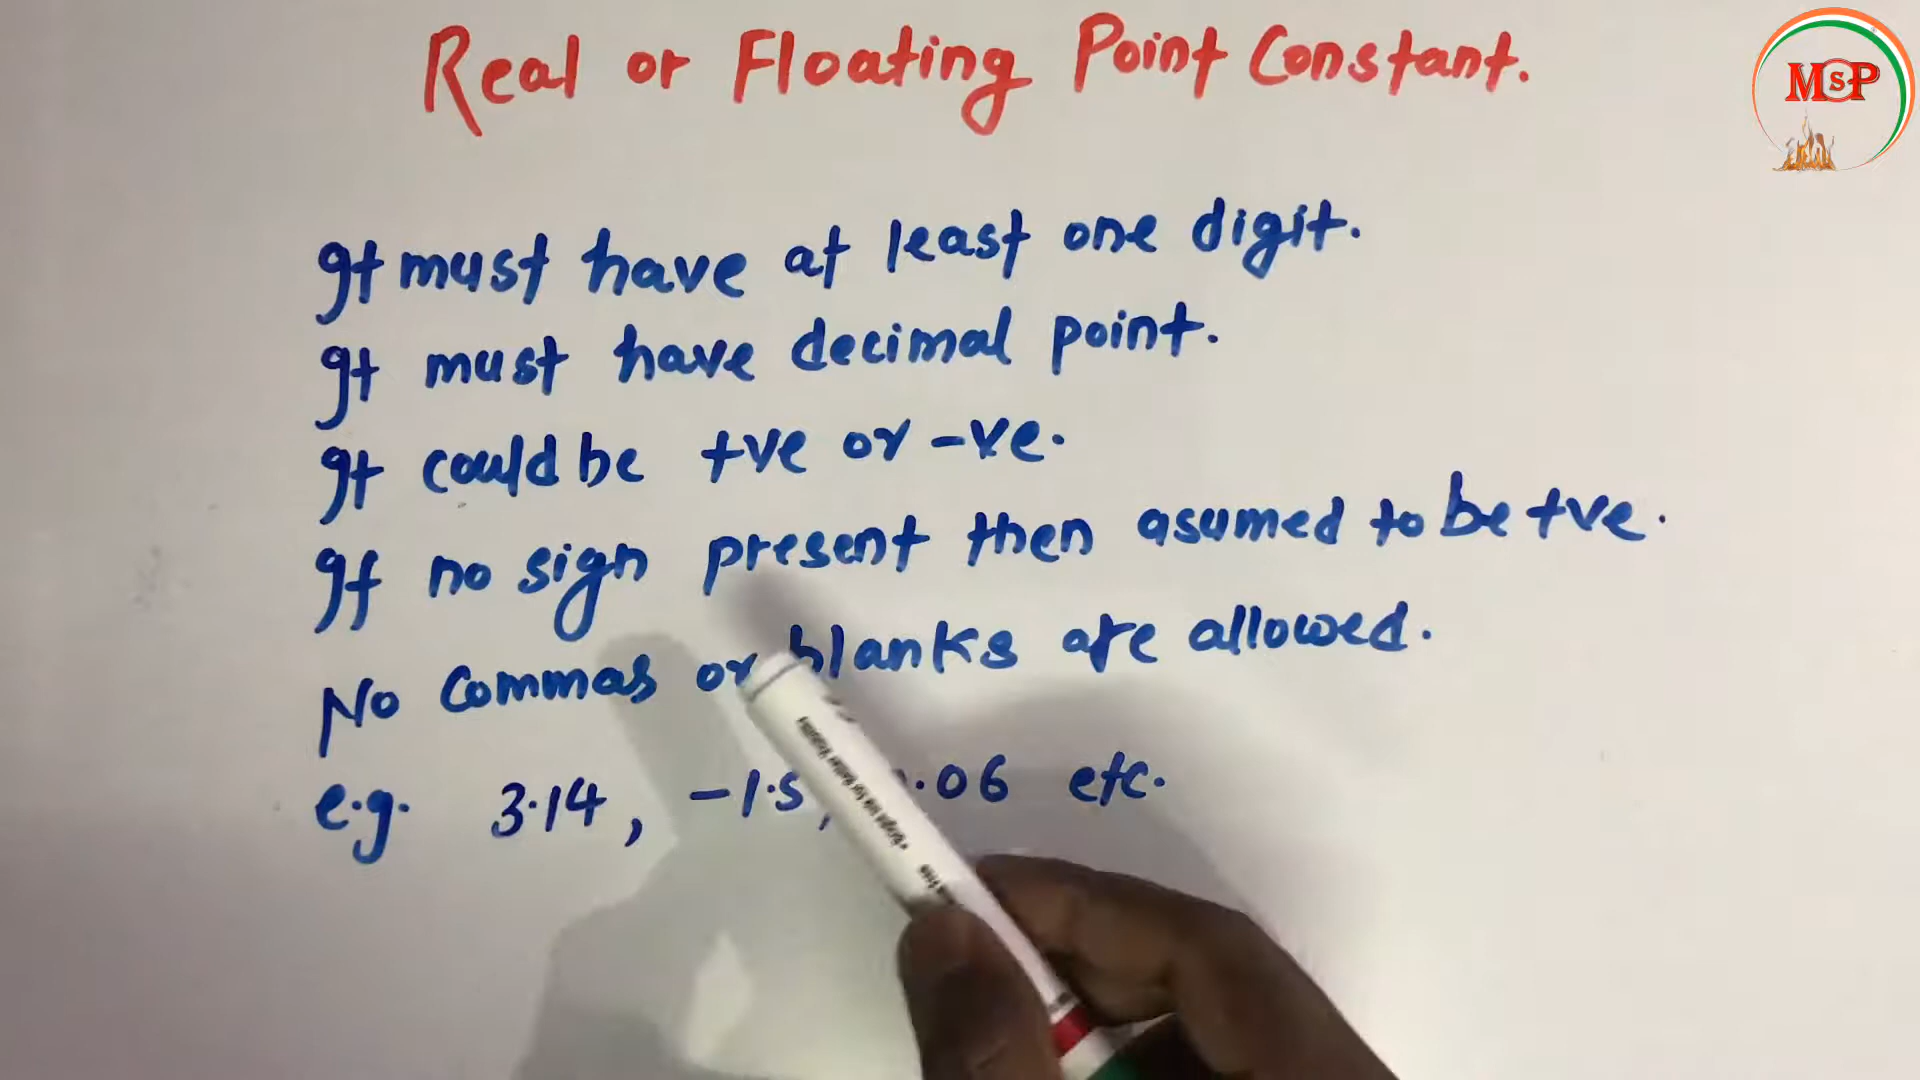 Real or Floating Point Constant.
MSP
It must have at least one digit.
It must have decimal point.
It could be +ve or -ve.
If no sign present then asumed to be +ve.
No Commas or blanks are allowed.
e.g. 3.14, -1.5, .06 etc.